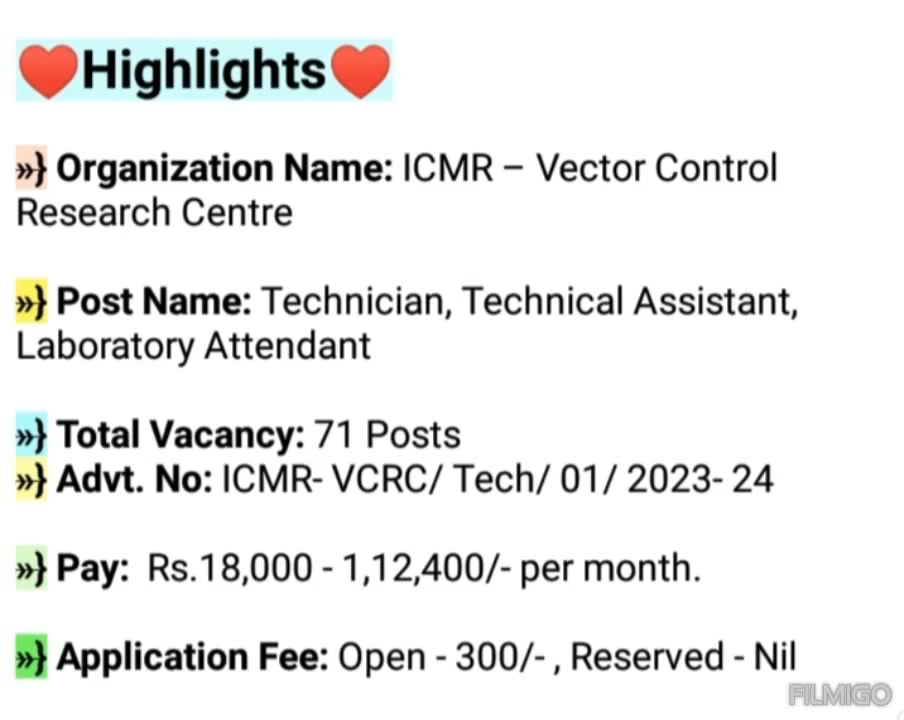 ♥Highlights♥
»} Organization Name: ICMR – Vector Control
Research Centre
»} Post Name: Technician, Technical Assistant,
Laboratory Attendant
»} Total Vacancy: 71 Posts
»} Advt. No: ICMR- VCRC/ Tech/ 01/ 2023- 24
»} Pay: Rs.18,000 - 1,12,400/- per month.
»} Application Fee: Open - 300/- , Reserved - Nil
FILMIGO